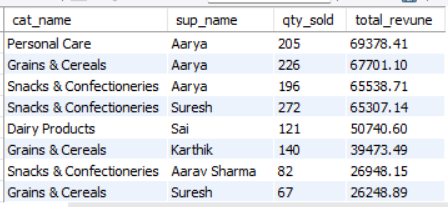 cat_name sup_name qty_sold total_revune
Personal Care Aarya 205 69378.41
Grains & Cereals Aarya 226 67701.10
Snacks & Confectioneries Aarya 196 65538.71
Snacks & Confectioneries Suresh 272 65307.14
Dairy Products Sai 121 50740.60
Grains & Cereals Karthik 140 39473.49
Snacks & Confectioneries Aarav Sharma 82 26948.15
Grains & Cereals Suresh 67 26248.89